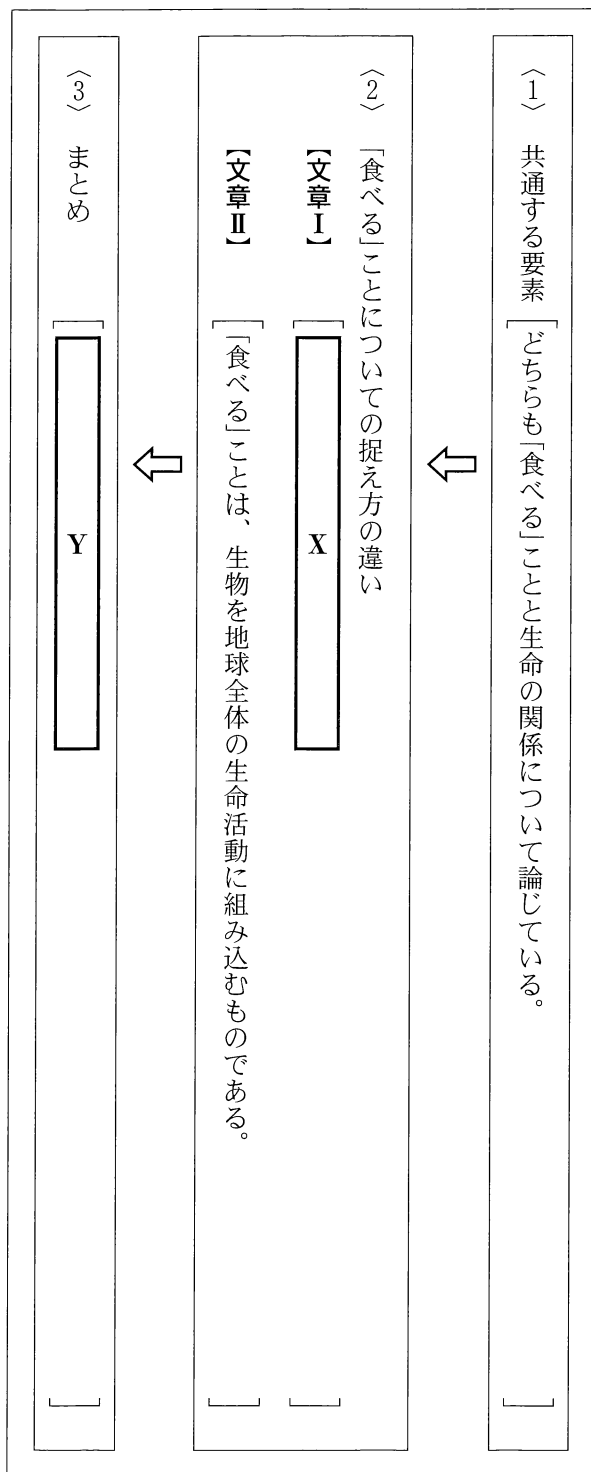 〈1〉 共通する要素 どちらも「食べる」ことと生命の関係について論じている。
〈2〉 「食べる」ことについての捉え方の違い
【文章Ⅰ】 X
【文章Ⅱ】 「食べる」ことは、生物を地球全体の生命活動に組み込むものである。
〈3〉 まとめ Y